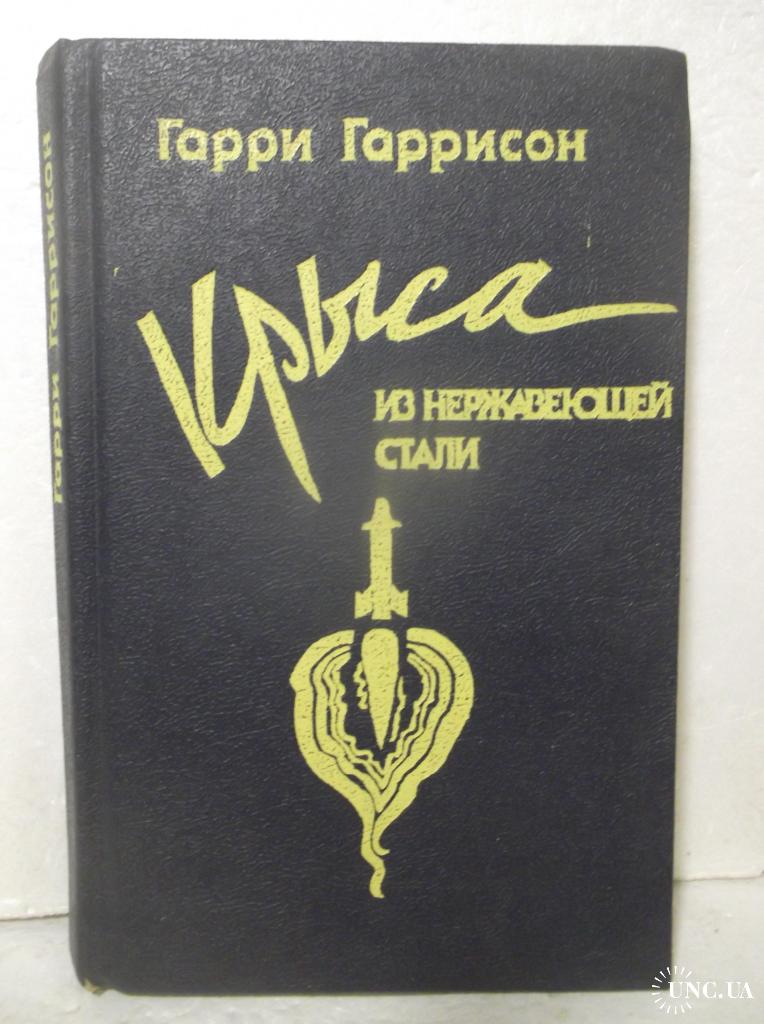 Гарри Гаррисон
Крыса
ИЗ НЕРЖАВЕЮЩЕЙ
СТАЛИ
гарри гаррисон
UNC.UA